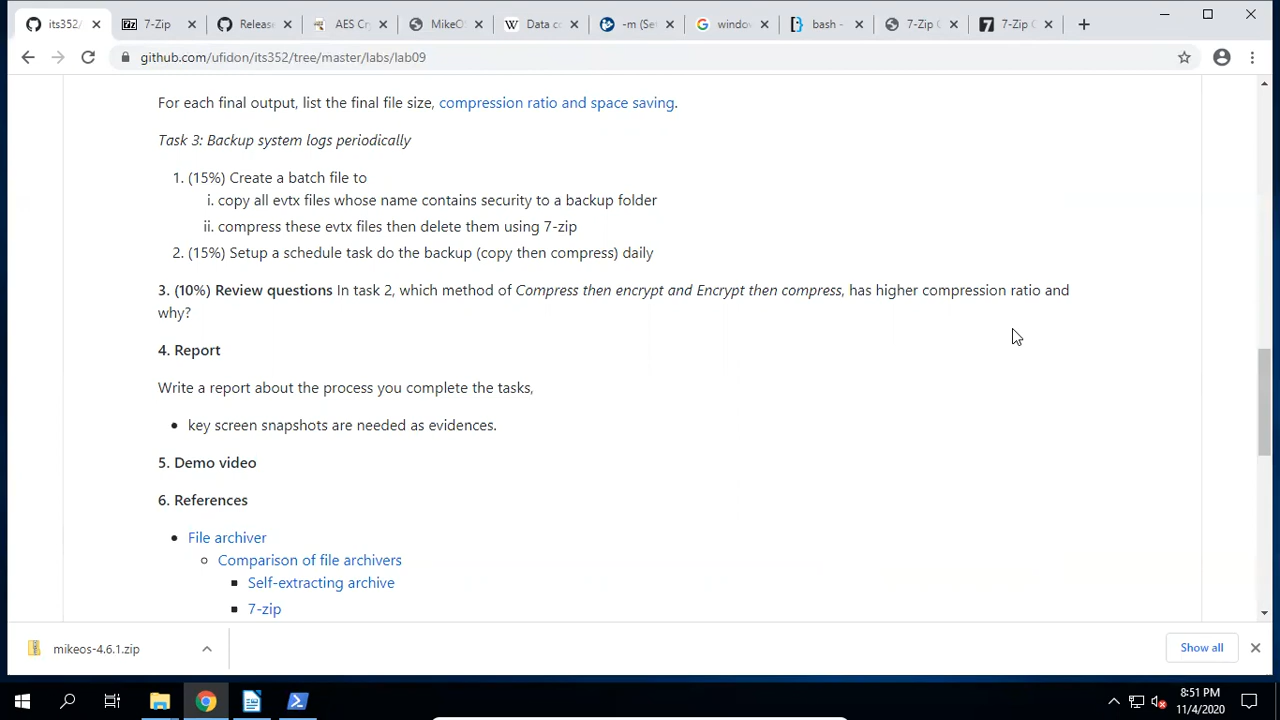 its352/
7-Zip
Releas
AES Cr
MikeO
Data co
-m (Se
windo
bash -
7-Zip C
7-Zip C
github.com/ufidon/its352/tree/master/labs/lab09
For each final output, list the final file size, compression ratio and space saving.
Task 3: Backup system logs periodically
1. (15%) Create a batch file to
i. copy all evtx files whose name contains security to a backup folder
ii. compress these evtx files then delete them using 7-zip
2. (15%) Setup a schedule task do the backup (copy then compress) daily
3. (10%) Review questions In task 2, which method of Compress then encrypt and Encrypt then compress, has higher compression ratio and
why?
4. Report
Write a report about the process you complete the tasks,
• key screen snapshots are needed as evidences.
5. Demo video
6. References
• File archiver
○ Comparison of file archivers
▪ Self-extracting archive
▪ 7-zip
mikeos-4.6.1.zip
Show all
8:51 PM
11/4/2020